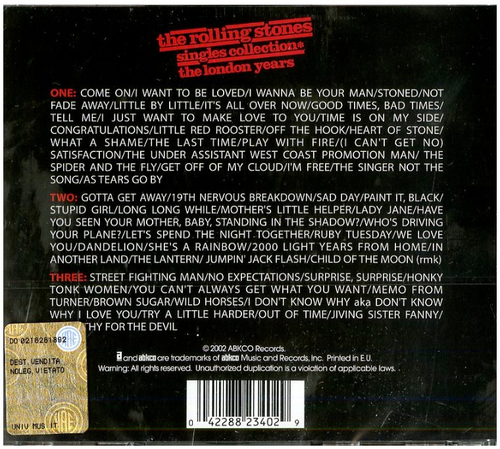 the rolling stones
singles collection*
the london years
ONE: COME ON/I WANT TO BE LOVED/I WANNA BE YOUR MAN/STONED/NOT
FADE AWAY/LITTLE BY LITTLE/IT'S ALL OVER NOW/GOOD TIMES, BAD TIMES/
TELL ME/I JUST WANT TO MAKE LOVE TO YOU/TIME IS ON MY SIDE/
CONGRATULATIONS/LITTLE RED ROOSTER/OFF THE HOOK/HEART OF STONE/
WHAT A SHAME/THE LAST TIME/PLAY WITH FIRE/(I CAN'T GET NO)
SATISFACTION/THE UNDER ASSISTANT WEST COAST PROMOTION MAN/ THE
SPIDER AND THE FLY/GET OFF OF MY CLOUD/I'M FREE/THE SINGER NOT THE
SONG/AS TEARS GO BY
TWO: GOTTA GET AWAY/19TH NERVOUS BREAKDOWN/SAD DAY/PAINT IT, BLACK/
STUPID GIRL/LONG LONG WHILE/MOTHER'S LITTLE HELPER/LADY JANE/HAVE
YOU SEEN YOUR MOTHER, BABY, STANDING IN THE SHADOW?/WHO'S DRIVING
YOUR PLANE?/LET'S SPEND THE NIGHT TOGETHER/RUBY TUESDAY/WE LOVE
YOU/DANDELION/SHE'S A RAINBOW/2000 LIGHT YEARS FROM HOME/IN
ANOTHER LAND/THE LANTERN/ JUMPIN' JACK FLASH/CHILD OF THE MOON (rmk)
THREE: STREET FIGHTING MAN/NO EXPECTATIONS/SURPRISE, SURPRISE/HONKY
TONK WOMEN/YOU CAN'T ALWAYS GET WHAT YOU WANT/MEMO FROM
TURNER/BROWN SUGAR/WILD HORSES/I DON'T KNOW WHY aka DON'T KNOW
WHY I LOVE YOU/TRY A LITTLE HARDER/OUT OF TIME/JIVING SISTER FANNY/
THY FOR THE DEVIL
© 2002 ABKCO Records.
a and abkco are trademarks of abkco Music and Records, Inc. Printed in E.U.
Warning: All rights reserved. Unauthorized duplication is a violation of applicable laws.
DO 0216281892
DEST. VENDITA
NOLEG. VIETATO
UNIV MUS IT
0 42288 23402 9